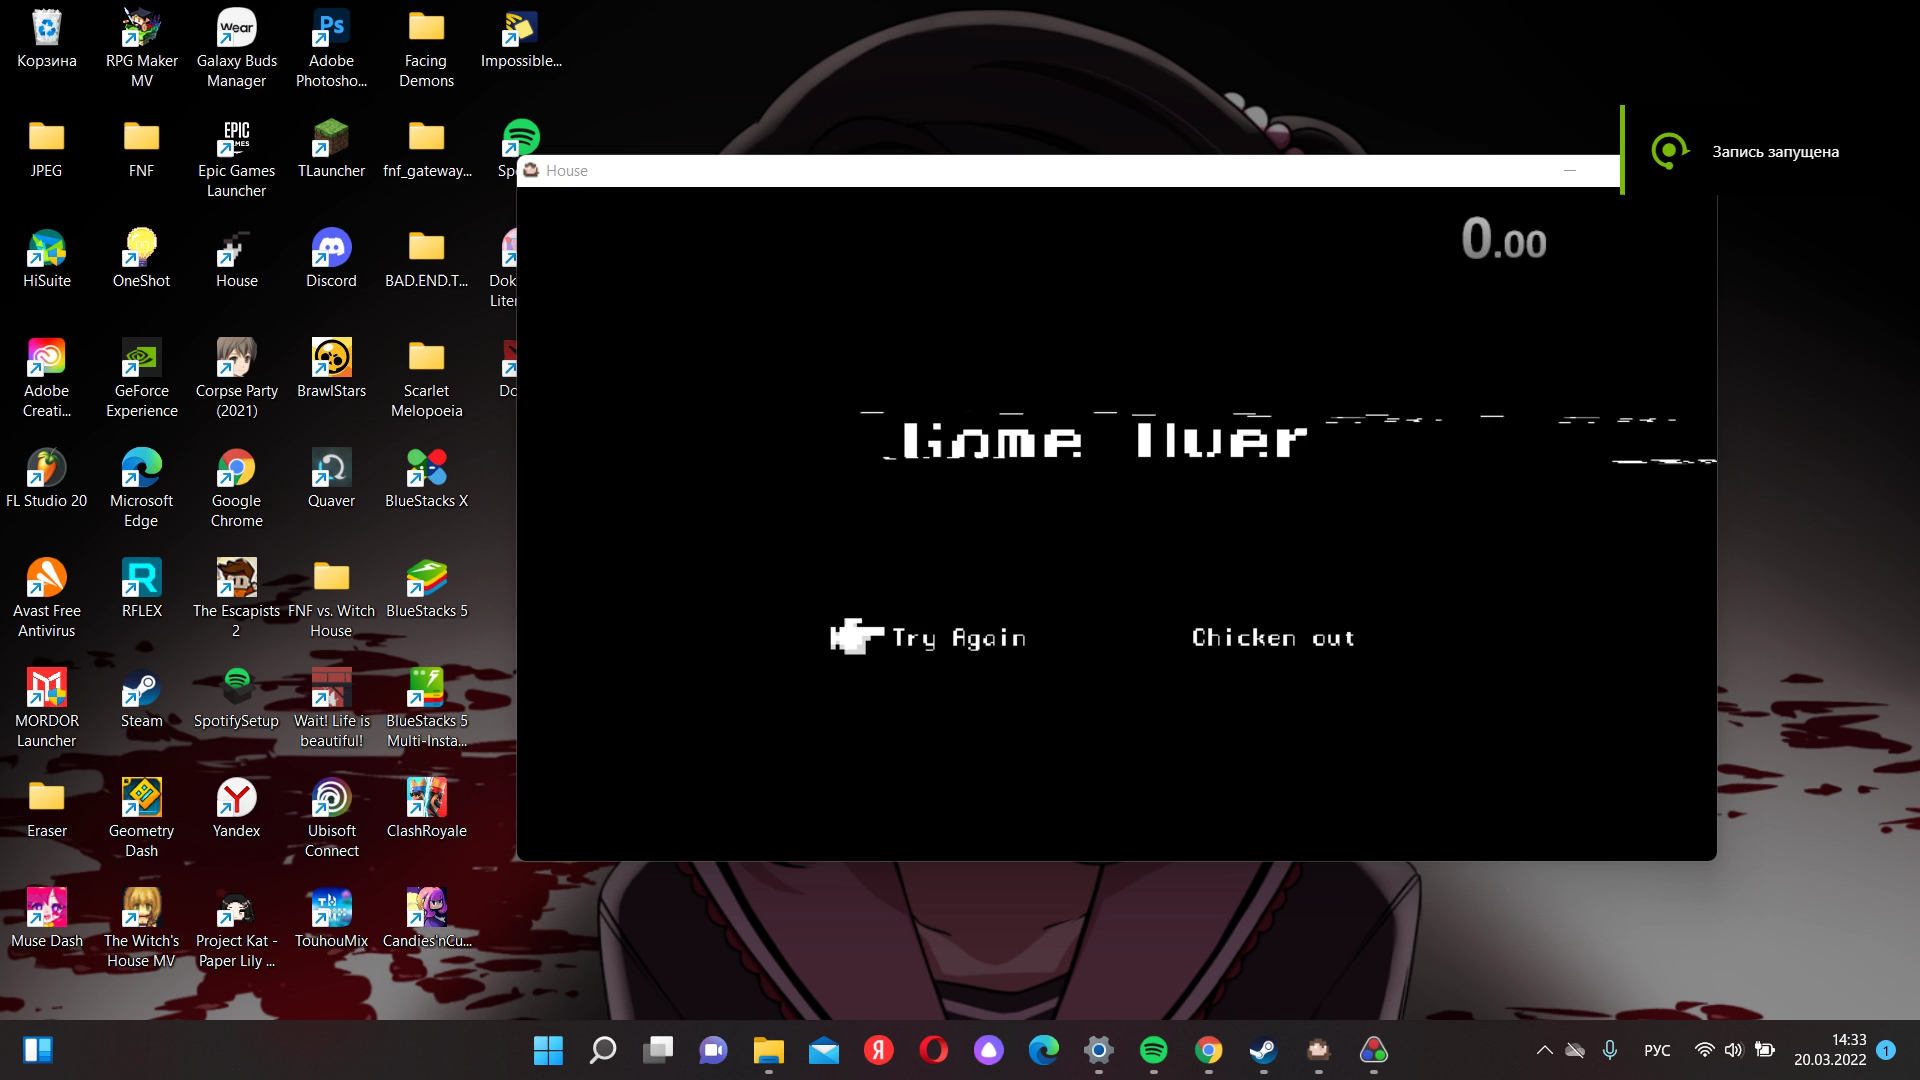 Корзина
RPG Maker
MV
Galaxy Buds
Manager
Adobe
Photosho...
Facing
Demons
Impossible...
JPEG
FNF
Epic Games
Launcher
TLauncher
fnf_gateway...
Sp
HiSuite
OneShot
House
Discord
BAD.END.T...
Dok
Liter
Adobe
Creati...
GeForce
Experience
Corpse Party
(2021)
BrawlStars
Scarlet
Melopoeia
Do
FL Studio 20
Microsoft
Edge
Google
Chrome
Quaver
BlueStacks X
Avast Free
Antivirus
RFLEX
The Escapists
2
FNF vs. Witch
House
BlueStacks 5
MORDOR
Launcher
Steam
SpotifySetup
Wait! Life is
beautiful!
BlueStacks 5
Multi-Insta...
Eraser
Geometry
Dash
Yandex
Ubisoft
Connect
ClashRoyale
Muse Dash
The Witch's
House MV
Project Kat -
Paper Lily ...
TouhouMix
Candies'nCu...
House
Запись запущена
0.00
Game Over
Try Again
Chicken out
РУС
14:33
20.03.2022
1